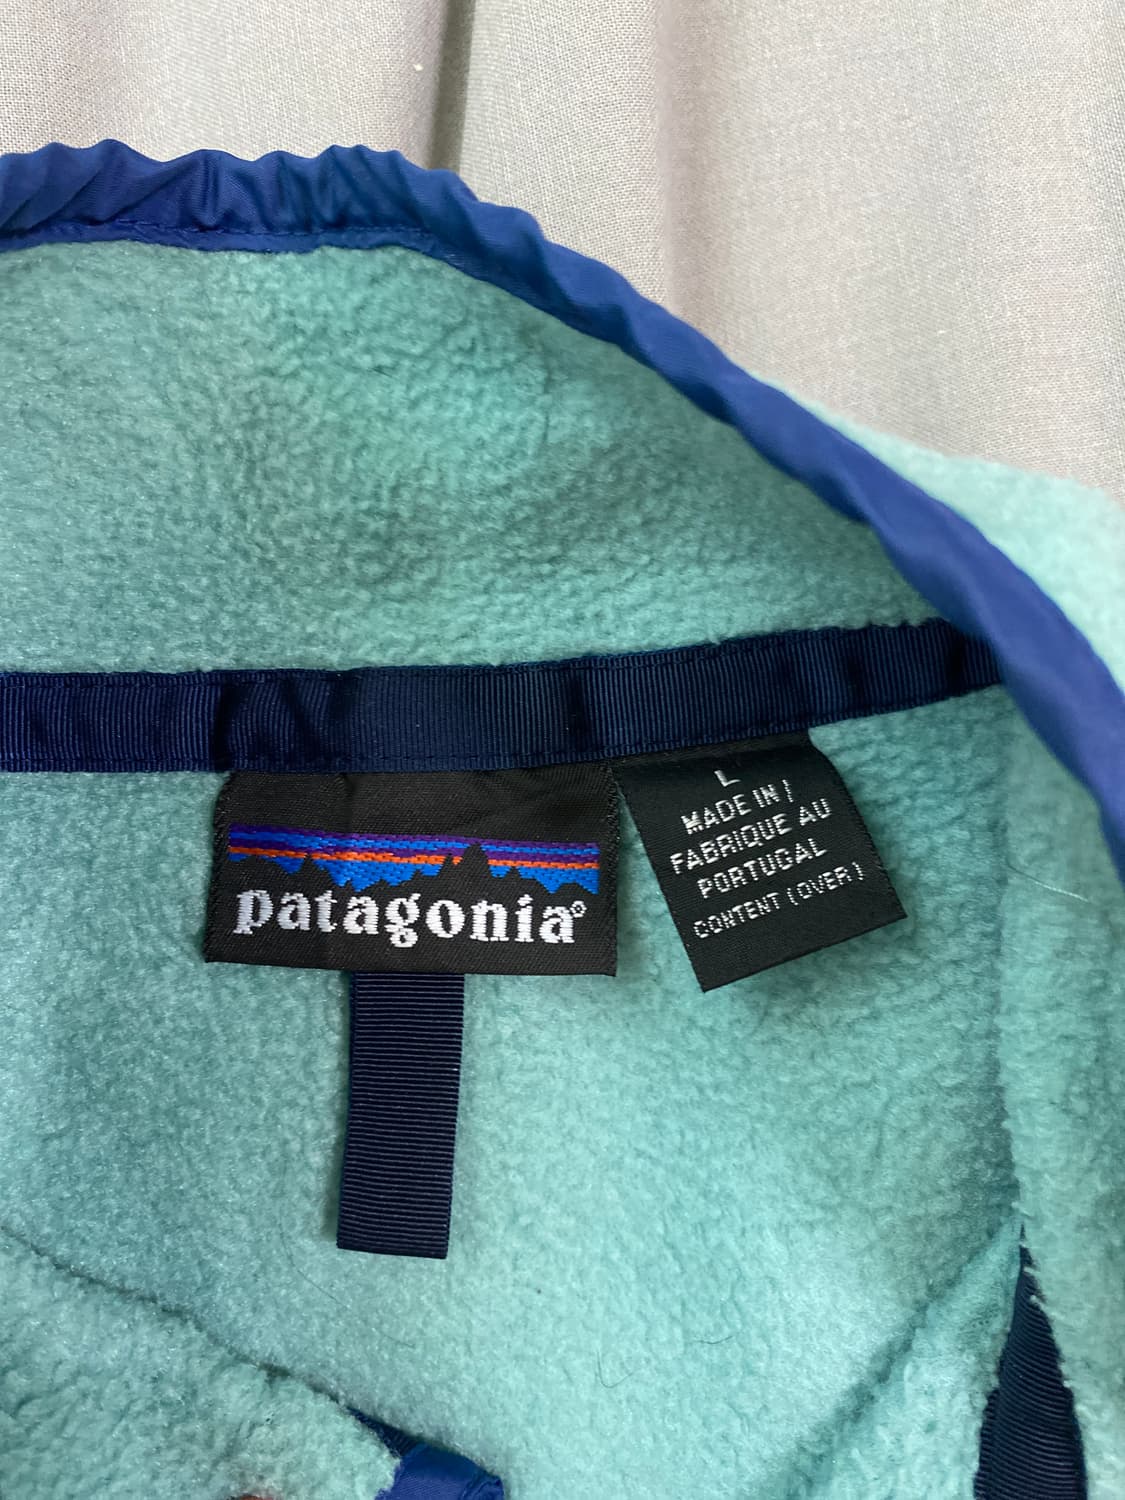 patagonia®
L
MADE IN /
FABRIQUE AU
PORTUGAL
CONTENT (OVER)